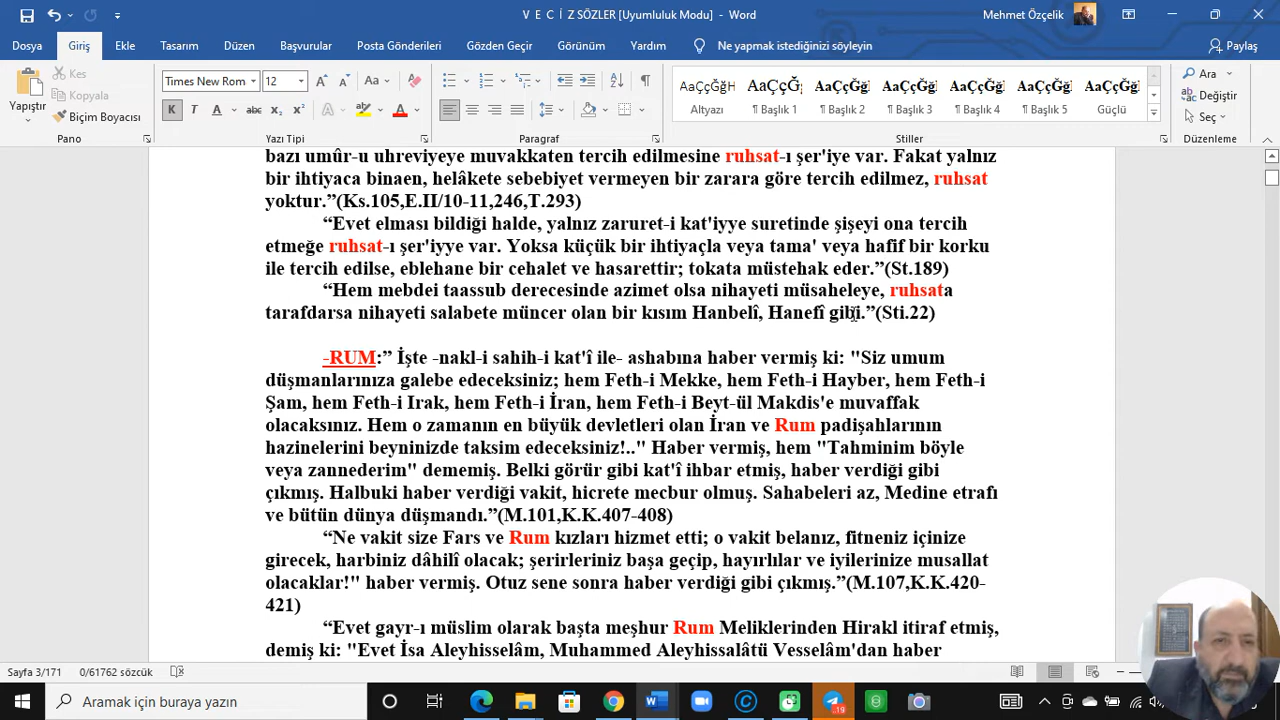 V E C İ Z SÖZLER [Uyumluluk Modu] - Word
Mehmet Özçelik
Dosya Giriş Ekle Tasarım Düzen Başvurular Posta Gönderileri Gözden Geçir Görünüm Yardım Ne yapmak istediğinizi söyleyin Paylaş
Yapıştır
Kes
Kopyala
Biçim Boyacısı
Pano
Times New Rom 12
Yazı Tipi
Paragraf
AaÇçĞğH AaÇçĞ AaÇçĞğ AaÇçĞğ AaÇçĞğ AaÇçĞğ AaÇçĞğH
Altyazı ¶ Başlık 1 ¶ Başlık 2 ¶ Başlık 3 ¶ Başlık 4 ¶ Başlık 5 Güçlü
Stiller
Ara
Değiştir
Seç
Düzenleme
bazı umûr-u uhreviyeye muvakkaten tercih edilmesine ruhsat-ı şer'iye var. Fakat yalnız
bir ihtiyaca binaen, helâkete sebebiyet vermeyen bir zarara göre tercih edilmez, ruhsat
yoktur.”(Ks.105,E.II/10-11,246,T.293)
“Evet elması bildiği halde, yalnız zaruret-i kat'iyye suretinde şişeyi ona tercih
etmeğe ruhsat-ı şer'iyye var. Yoksa küçük bir ihtiyaçla veya tama' veya hafif bir korku
ile tercih edilse, eblehane bir cehalet ve hasarettir; tokata müstehak eder.”(St.189)
“Hem mebdei taassub derecesinde azimet olsa nihayeti müsaheleye, ruhsata
tarafdarsa nihayeti salabete müncer olan bir kısım Hanbelî, Hanefî gibi.”(Sti.22)
-RUM:” İşte -nakl-i sahih-i kat'î ile- ashabına haber vermiş ki: "Siz umum
düşmanlarınıza galebe edeceksiniz; hem Feth-i Mekke, hem Feth-i Hayber, hem Feth-i
Şam, hem Feth-i Irak, hem Feth-i İran, hem Feth-i Beyt-ül Makdis'e muvaffak
olacaksınız. Hem o zamanın en büyük devletleri olan İran ve Rum padişahlarının
hazinelerini beyninizde taksim edeceksiniz!.." Haber vermiş, hem "Tahminim böyle
veya zannederim" dememiş. Belki görür gibi kat'î ihbar etmiş, haber verdiği gibi
çıkmış. Halbuki haber verdiği vakit, hicrete mecbur olmuş. Sahabeleri az, Medine etrafı
ve bütün dünya düşmandı.”(M.101,K.K.407-408)
“Ne vakit size Fars ve Rum kızları hizmet etti; o vakit belanız, fitneniz içinize
girecek, harbiniz dâhilî olacak; şerirleriniz başa geçip, hayırlılar ve iyilerinize musallat
olacaklar!" haber vermiş. Otuz sene sonra haber verdiği gibi çıkmış.”(M.107,K.K.420-
421)
“Evet gayr-ı müslim olarak başta meşhur Rum Meliklerinden Hirakl itiraf etmiş,
demiş ki: "Evet İsa Aleyhisselâm, Muhammed Aleyhissalâtü Vesselâm'dan haber
Sayfa 3/171 0/61762 sözcük
Aramak için buraya yazın
19